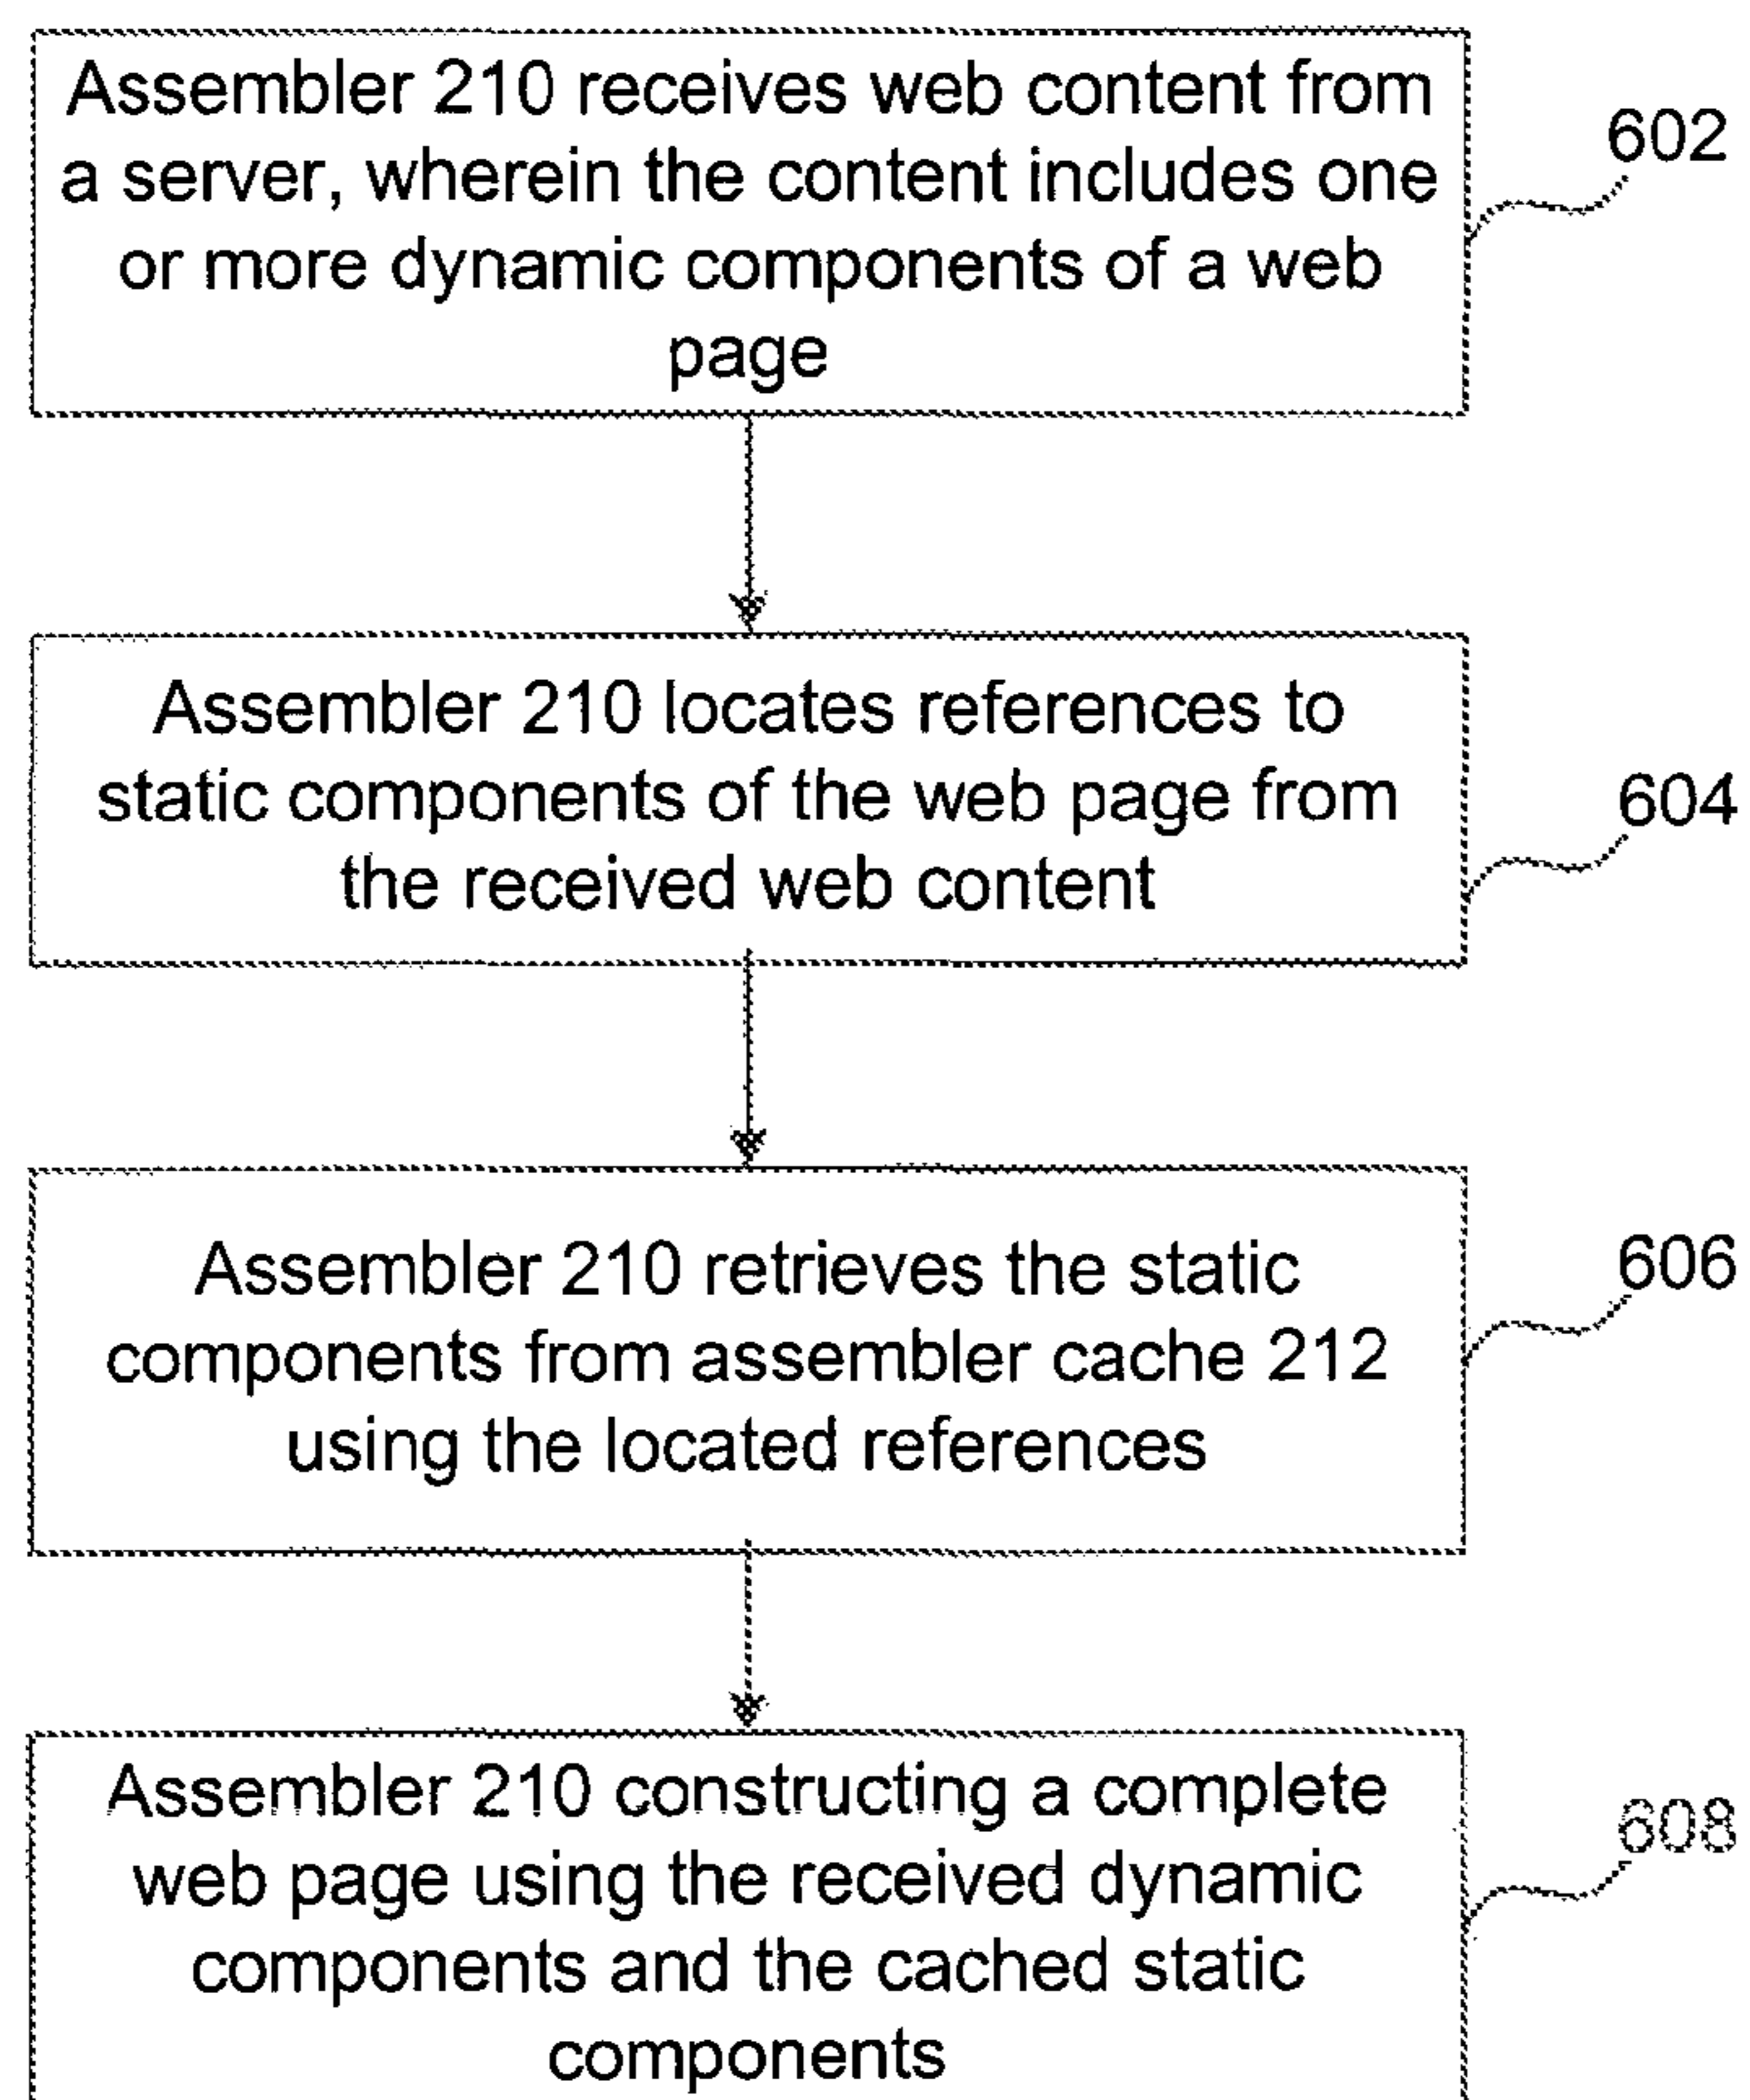 Assembler 210 receives web content from
a server, wherein the content includes one
or more dynamic components of a web
page
602
Assembler 210 locates references to
static components of the web page from
the received web content
604
Assembler 210 retrieves the static
components from assembler cache 212
using the located references
606
Assembler 210 constructing a complete
web page using the received dynamic
components and the cached static
components
608